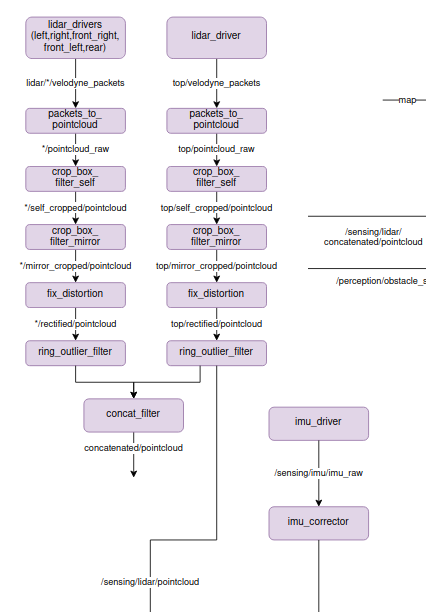 lidar_drivers
(left,right,front_right,
front_left,rear)
lidar_driver
lidar/*/velodyne_packets
top/velodyne_packets
map
packets_to_
pointcloud
packets_to_
pointcloud
*/pointcloud_raw
top/pointcloud_raw
crop_box_
filter_self
crop_box_
filter_self
*/self_cropped/pointcloud
top/self_cropped/pointcloud
crop_box_
filter_mirror
crop_box_
filter_mirror
/sensing/lidar/
concatenated/pointcloud
*/mirror_cropped/pointcloud
top/mirror_cropped/pointcloud
/perception/obstacle_s
fix_distortion
fix_distortion
*/rectified/pointcloud
top/rectified/pointcloud
ring_outlier_filter
ring_outlier_filter
concat_filter
imu_driver
concatenated/pointcloud
/sensing/imu/imu_raw
imu_corrector
/sensing/lidar/pointcloud